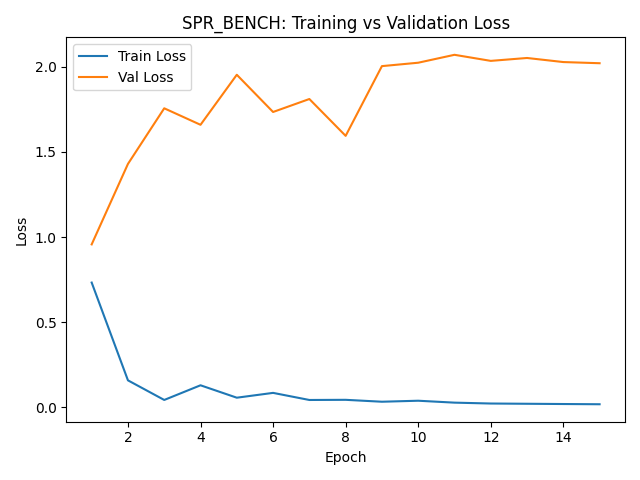 SPR_BENCH: Training vs Validation Loss
Train Loss
Val Loss
2.0
1.5
1.0
0.5
0.0
Loss
2 4 6 8 10 12 14
Epoch